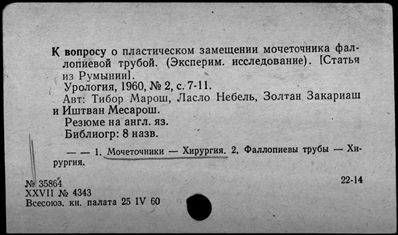 К вопросу о пластическом замещении мочеточника фал-
лопиевой трубой. (Эксперим. исследование). [Статья
из Румынии].
Урология, 1960, № 2, с. 7-11.
Авт: Тибор Марош, Ласло Небель, Золтан Закариаш
и Иштван Месарош.
Резюме на англ. яз.
Библиогр: 8 назв.
— — 1. Мочеточники — Хирургия. 2. Фаллопиевы трубы — Хи-
рургия.
22-14
№ 35864
XXVII № 4343
Всесоюз. кн. палата 25 IV 60